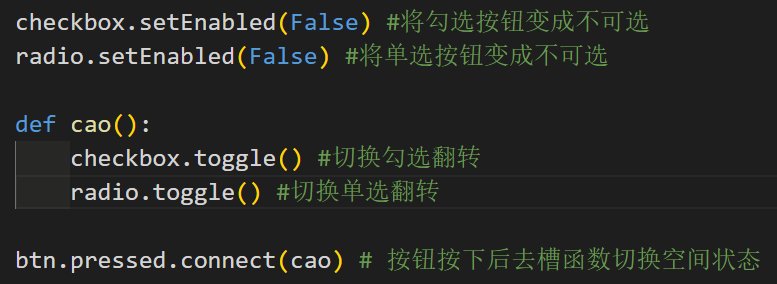 checkbox.setEnabled(False) #将勾选按钮变成不可选
radio.setEnabled(False) #将单选按钮变成不可选
def cao():
checkbox.toggle() #切换勾选翻转
radio.toggle() #切换单选翻转
btn.pressed.connect(cao) # 按钮按下后去槽函数切换空间状态